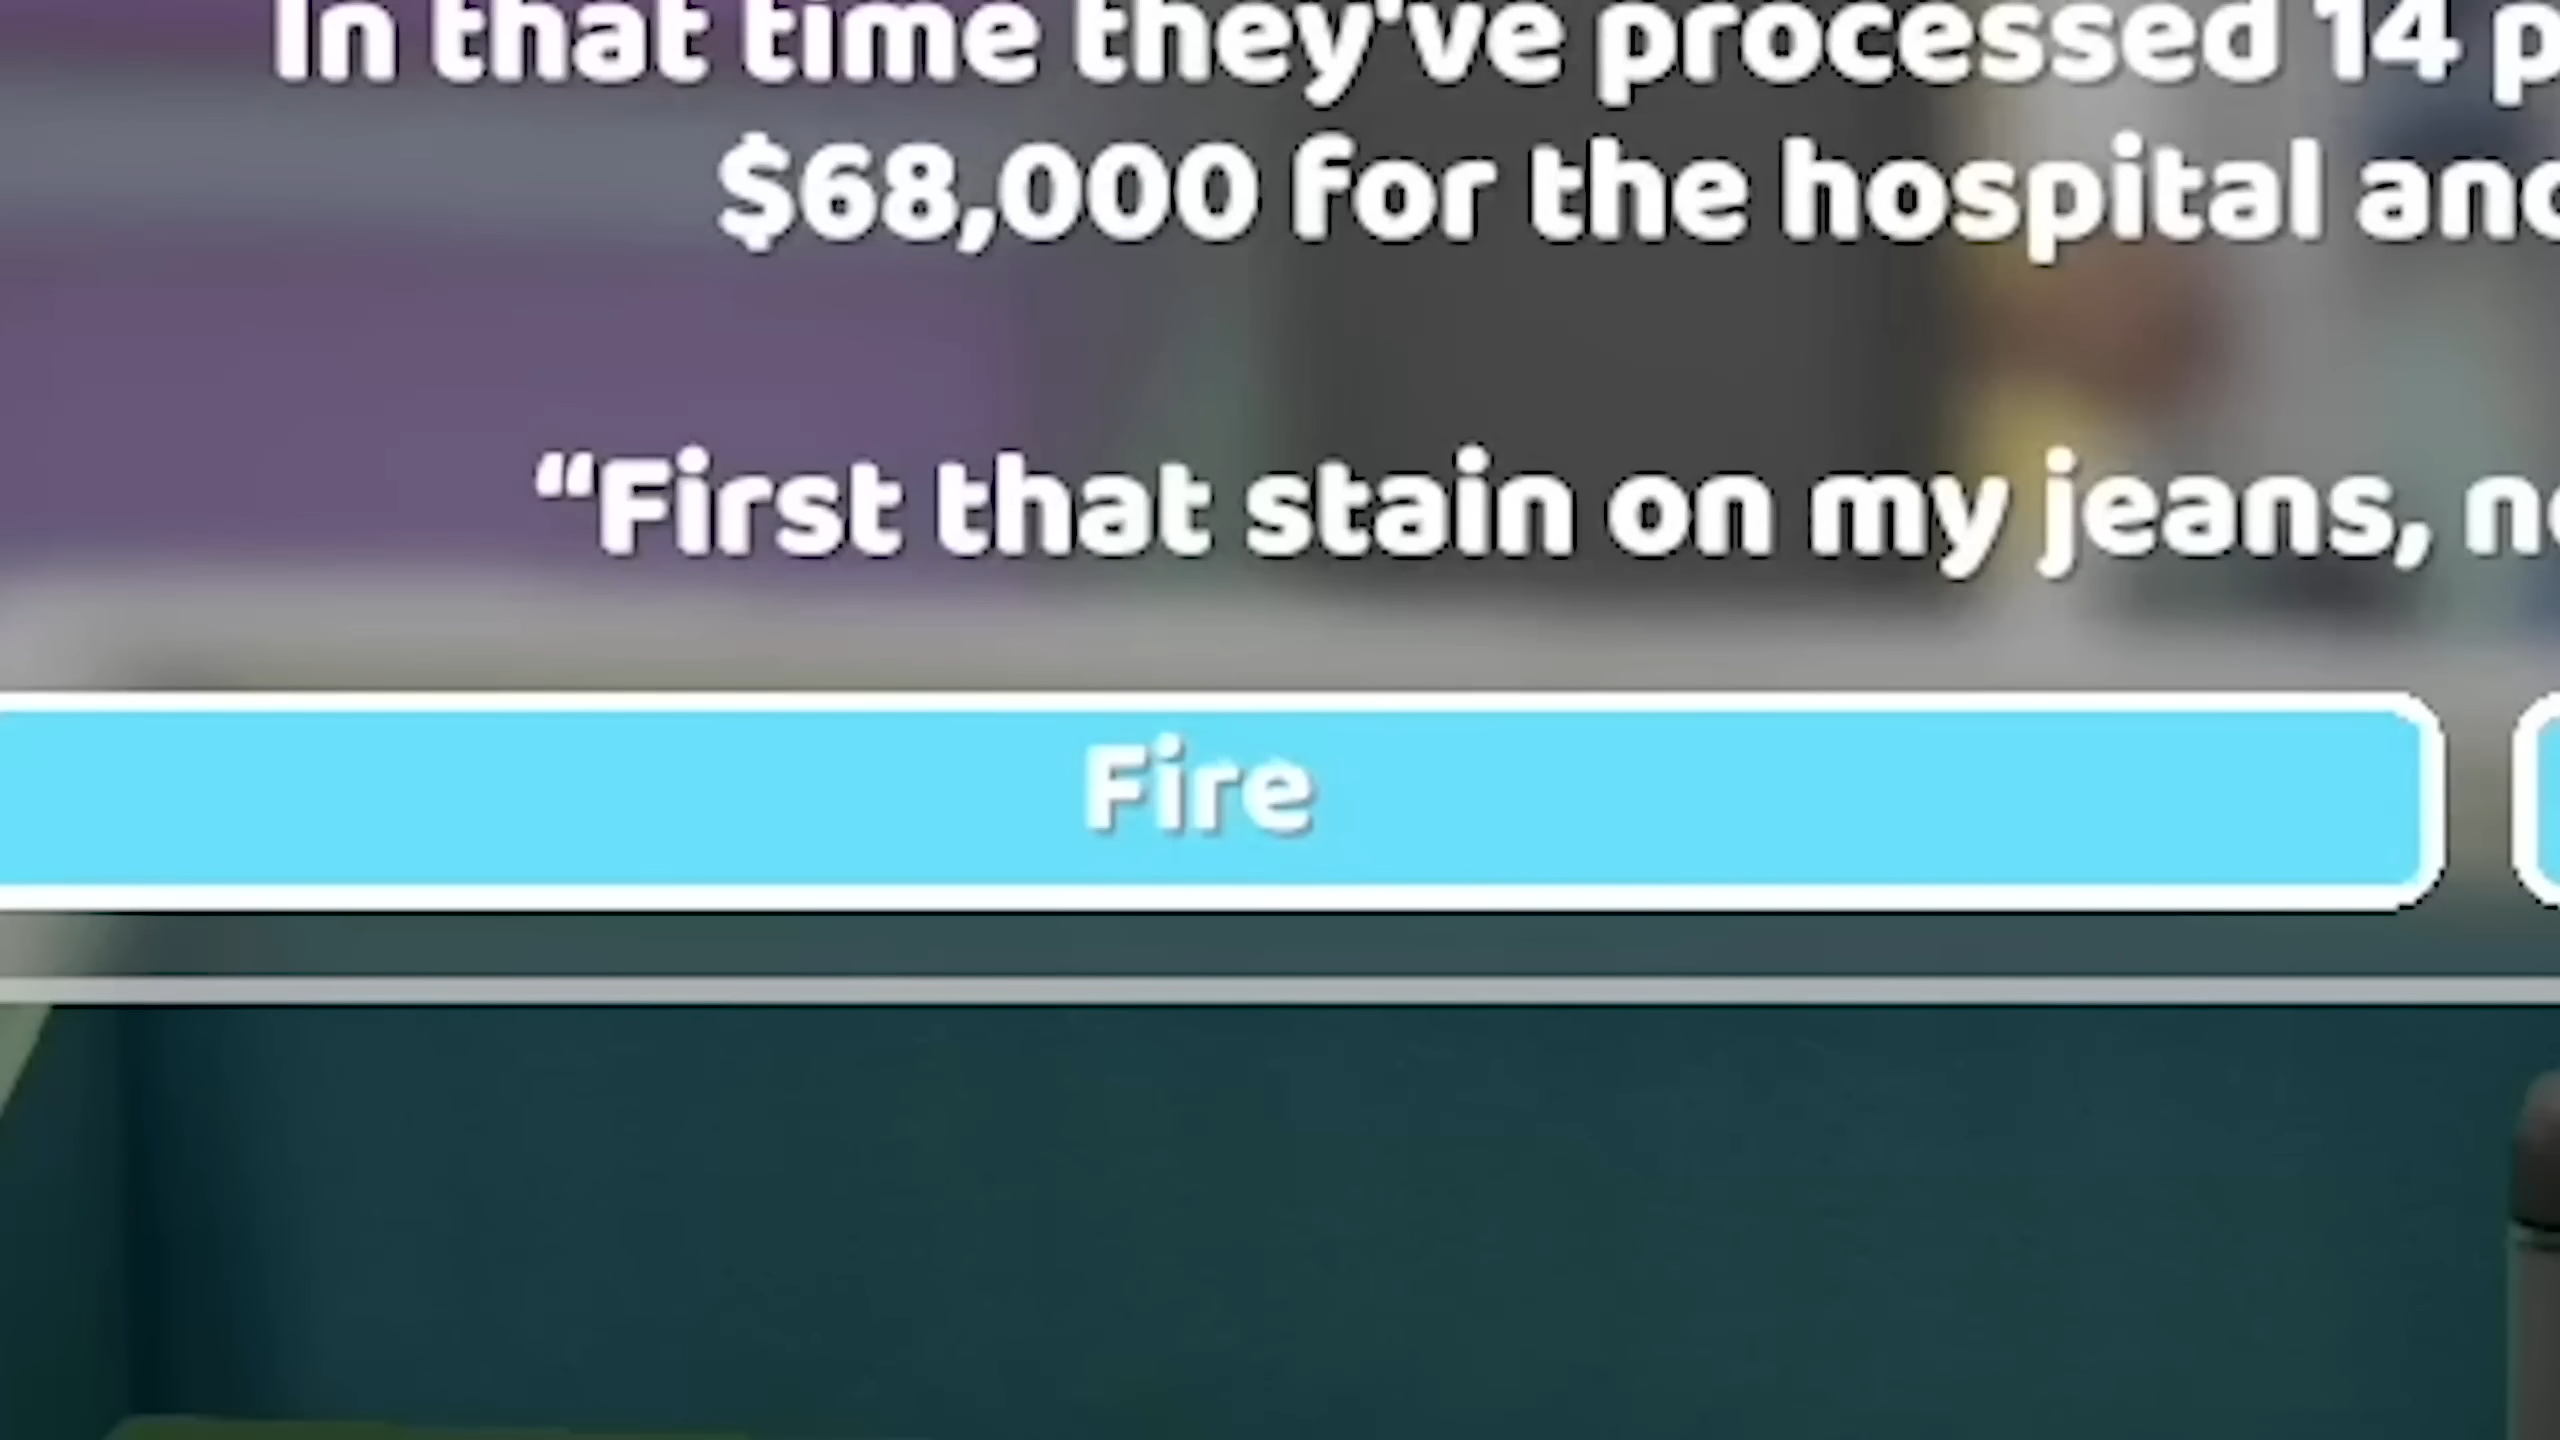 In that time they've processed 14
$68,000 for the hospital
“First that stain on my jeans,
Fire